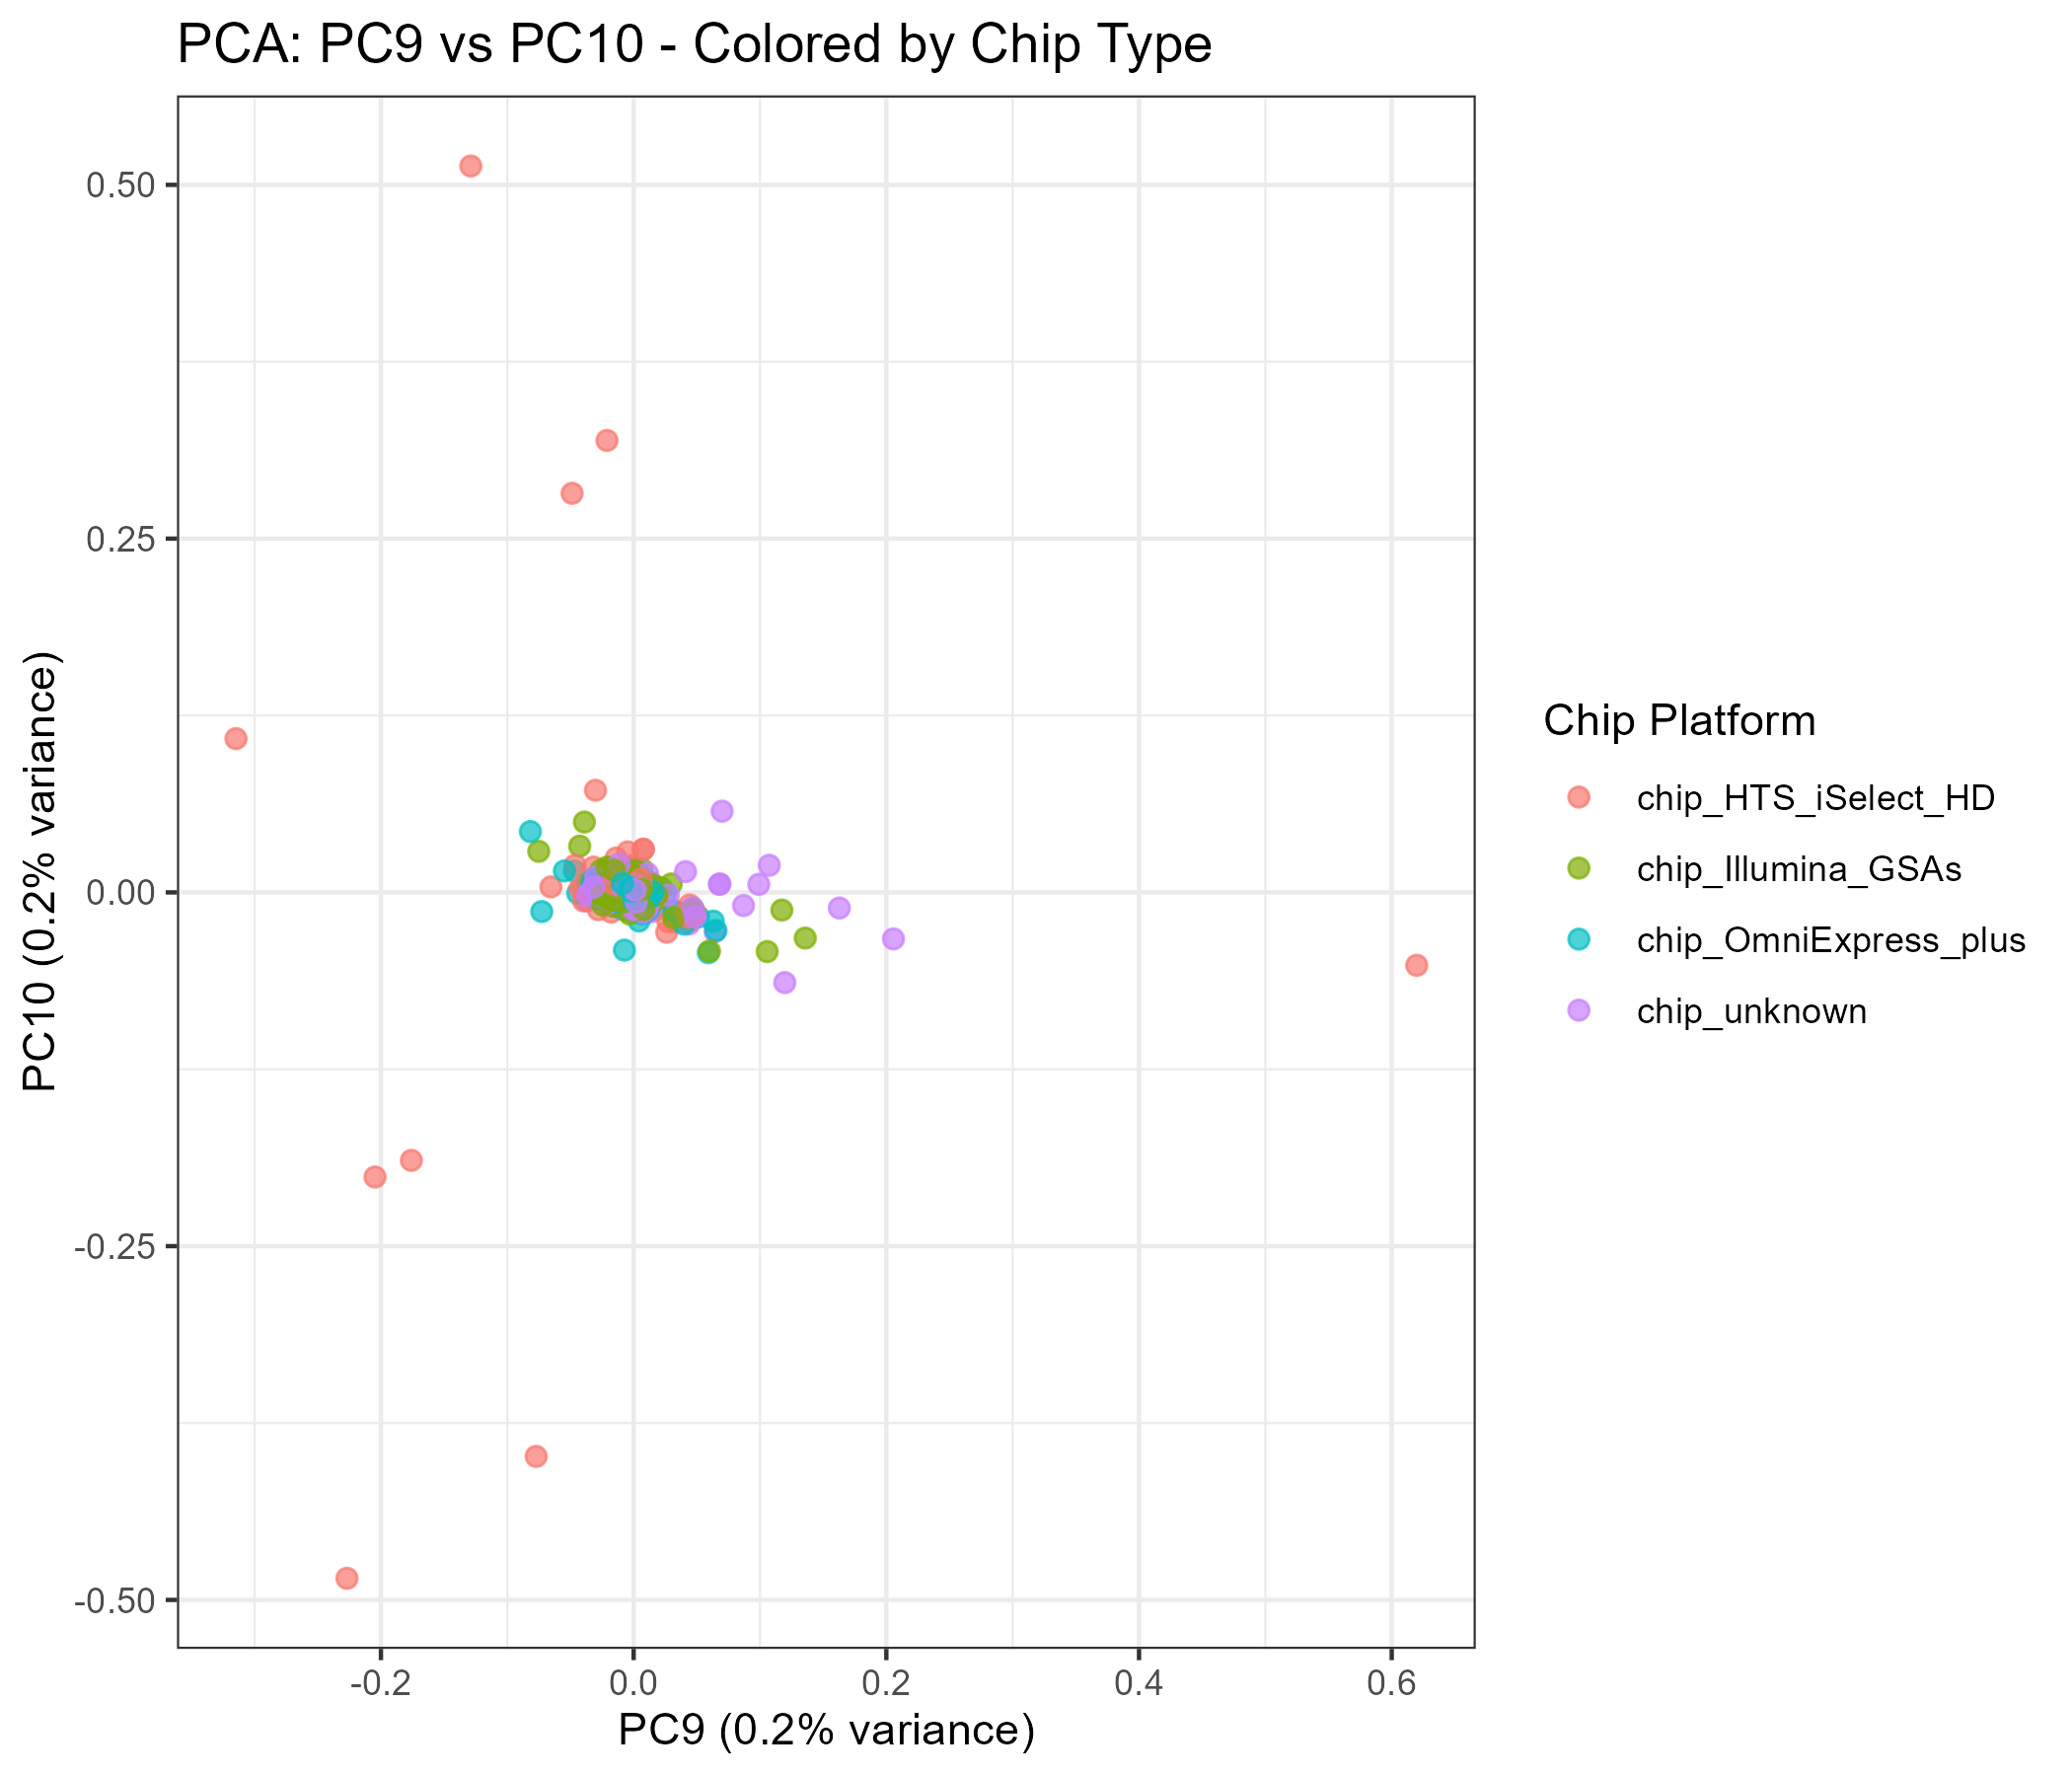 PCA: PC9 vs PC10 - Colored by Chip Type
PC10 (0.2% variance)
0.50
0.25
0.00
-0.25
-0.50
-0.2
0.0
0.2
0.4
0.6
PC9 (0.2% variance)
Chip Platform
chip_HTS_iSelect_HD
chip_Illumina_GSAs
chip_OmniExpress_plus
chip_unknown